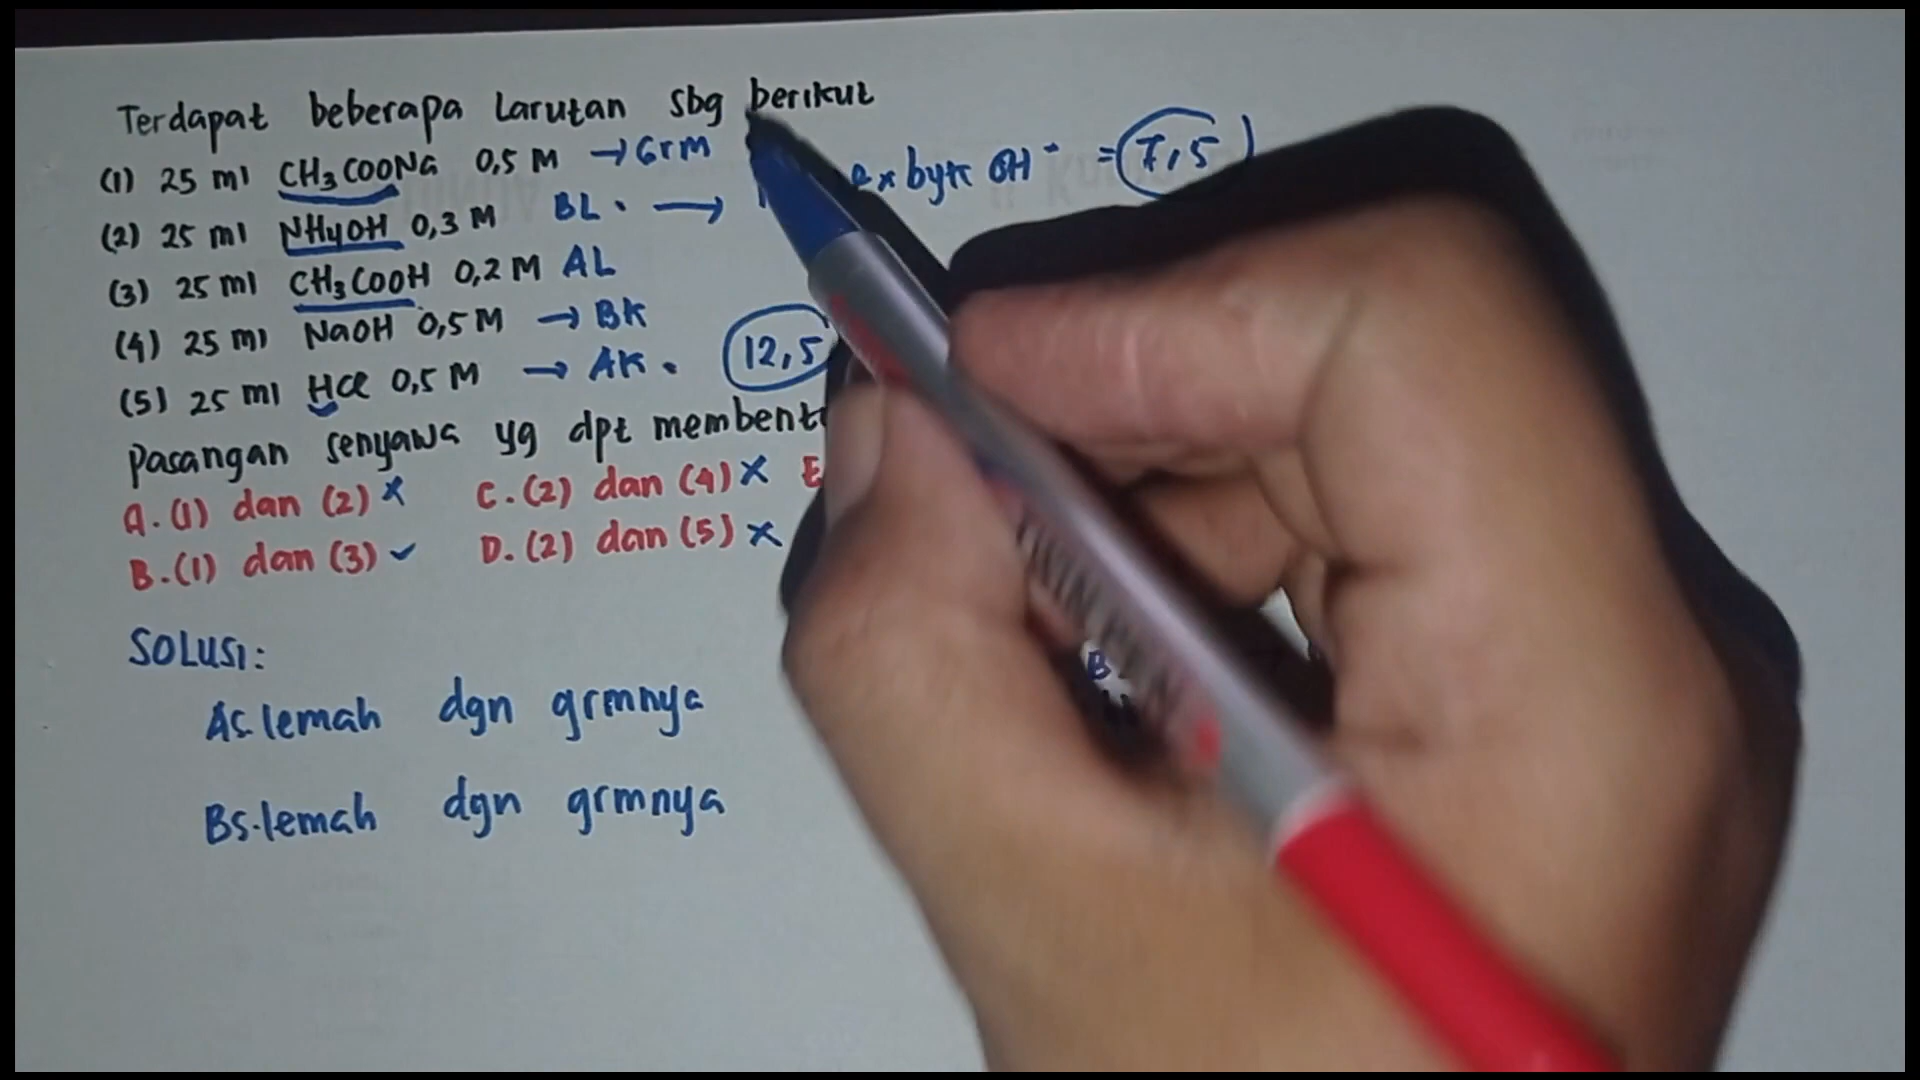 Terdapat beberapa Larutan sbg berikut
(1) 25 ml CH₃COONa 0,5 M → Grm
(2) 25 ml NH4OH 0,3 M BL. → x byk OH⁻ = 7,5
(3) 25 ml CH₃COOH 0,2 M AL
(4) 25 ml NaOH 0,5 M → BK
(5) 25 ml HCl 0,5 M → AK. 12,5
Pasangan senyawa yg dpt
A. (1) dan (2) x C. (2) dan (4) x E
B. (1) dan (3) ✓ D. (2) dan (5) x
SOLUSI:
As.lemah dgn grmnya
Bs.lemah dgn grmnya